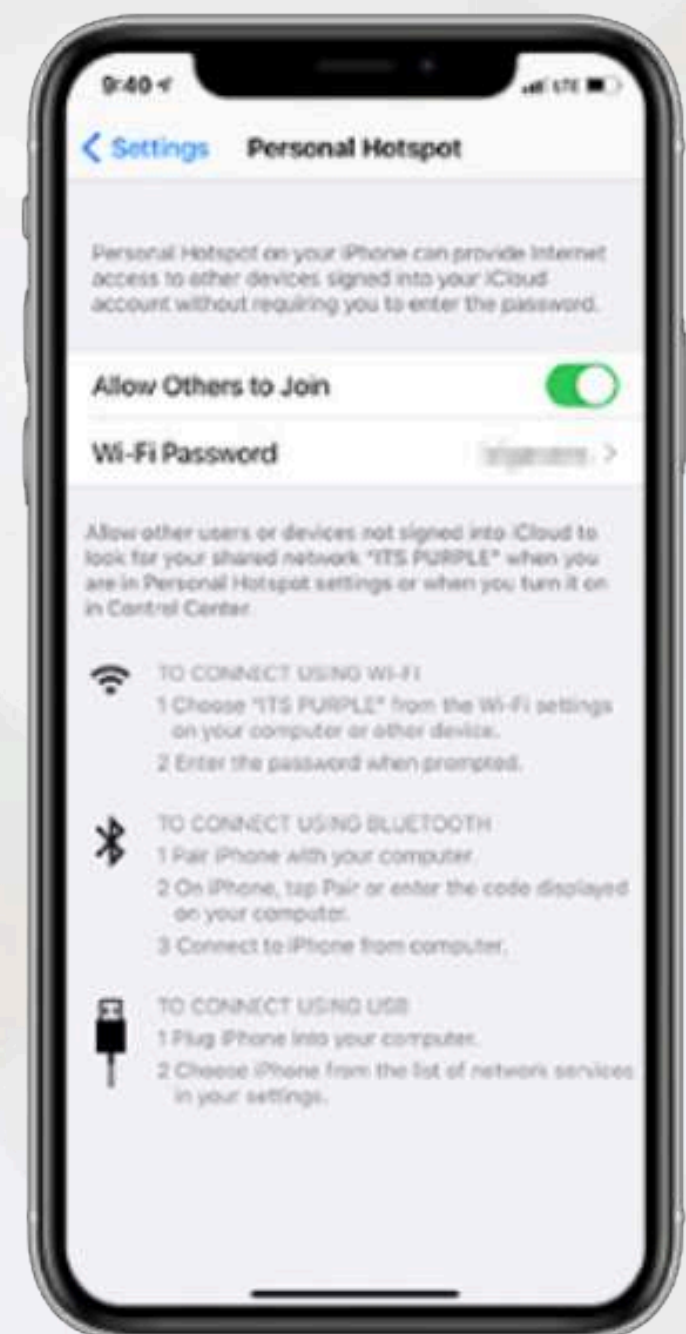 9:40
LTE
Settings
Personal Hotspot
Personal Hotspot on your iPhone can provide Internet
access to other devices signed into your iCloud
account without requiring you to enter the password.
Allow Others to Join
Wi-Fi Password
Allow other users or devices not signed into iCloud to
look for your shared network "ITS PURPLE" when you
are in Personal Hotspot settings or when you turn it on
in Control Center.
TO CONNECT USING WI-FI
1 Choose "ITS PURPLE" from the Wi-Fi settings
on your computer or other device.
2 Enter the password when prompted.
TO CONNECT USING BLUETOOTH
1 Pair iPhone with your computer.
2 On iPhone, tap Pair or enter the code displayed
on your computer.
3 Connect to iPhone from computer.
TO CONNECT USING USB
1 Plug iPhone into your computer.
2 Choose iPhone from the list of network services
in your settings.